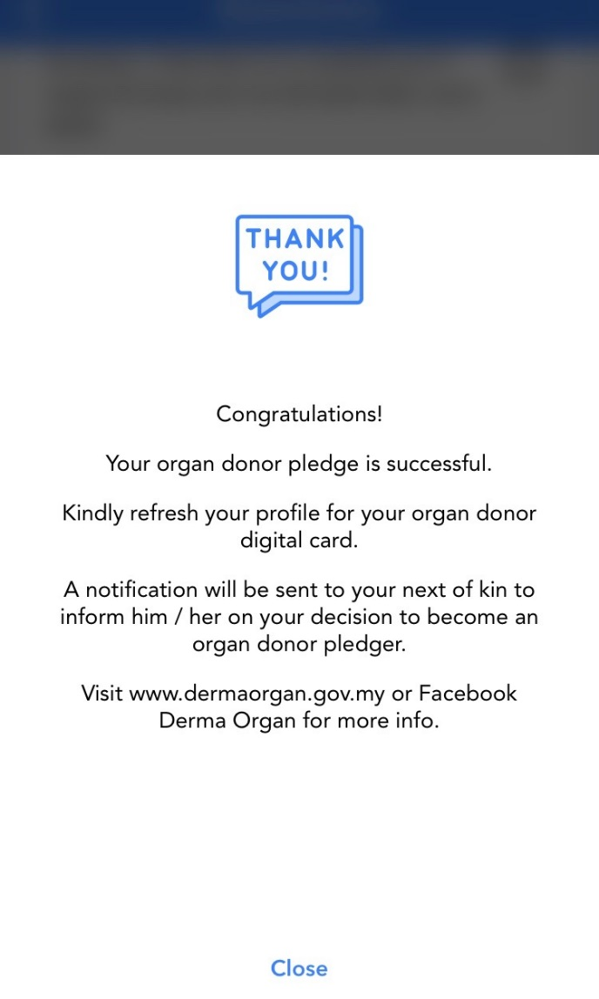 THANK
YOU!
Congratulations!
Your organ donor pledge is successful.
Kindly refresh your profile for your organ donor
digital card.
A notification will be sent to your next of kin to
inform him / her on your decision to become an
organ donor pledger.
Visit www.dermaorgan.gov.my or Facebook
Derma Organ for more info.
Close